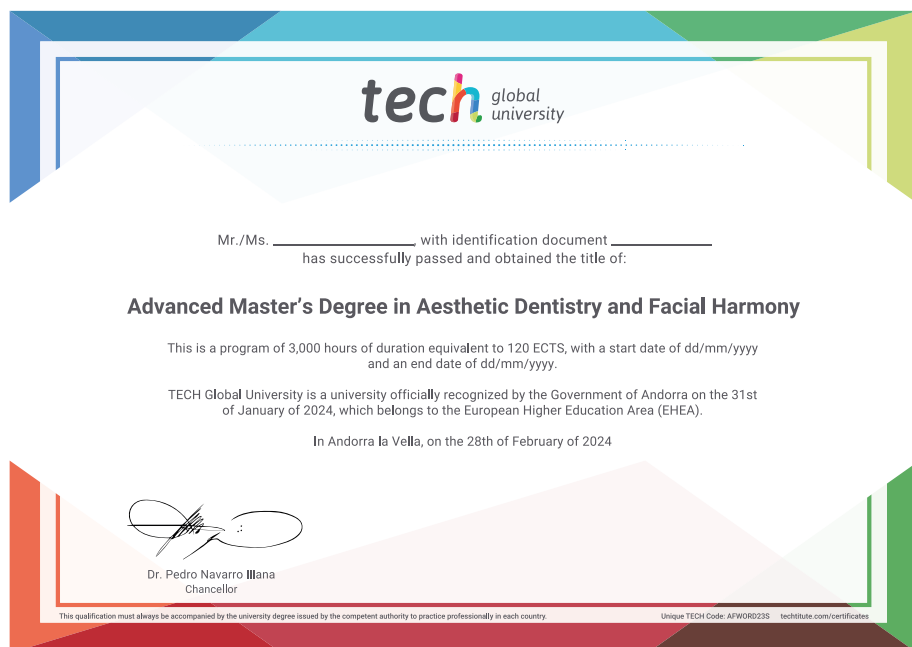 tech global
university
Mr./Ms. ____________________, with identification document ______________
has successfully passed and obtained the title of:
Advanced Master’s Degree in Aesthetic Dentistry and Facial Harmony
This is a program of 3,000 hours of duration equivalent to 120 ECTS, with a start date of dd/mm/yyyy
and an end date of dd/mm/yyyy.
TECH Global University is a university officially recognized by the Government of Andorra on the 31st
of January of 2024, which belongs to the European Higher Education Area (EHEA).
In Andorra la Vella, on the 28th of February of 2024
Dr. Pedro Navarro Illana
Chancellor
This qualification must always be accompanied by the university degree issued by the competent authority to practice professionally in each country.
Unique TECH Code: AFWORD23S techtitute.com/certificates